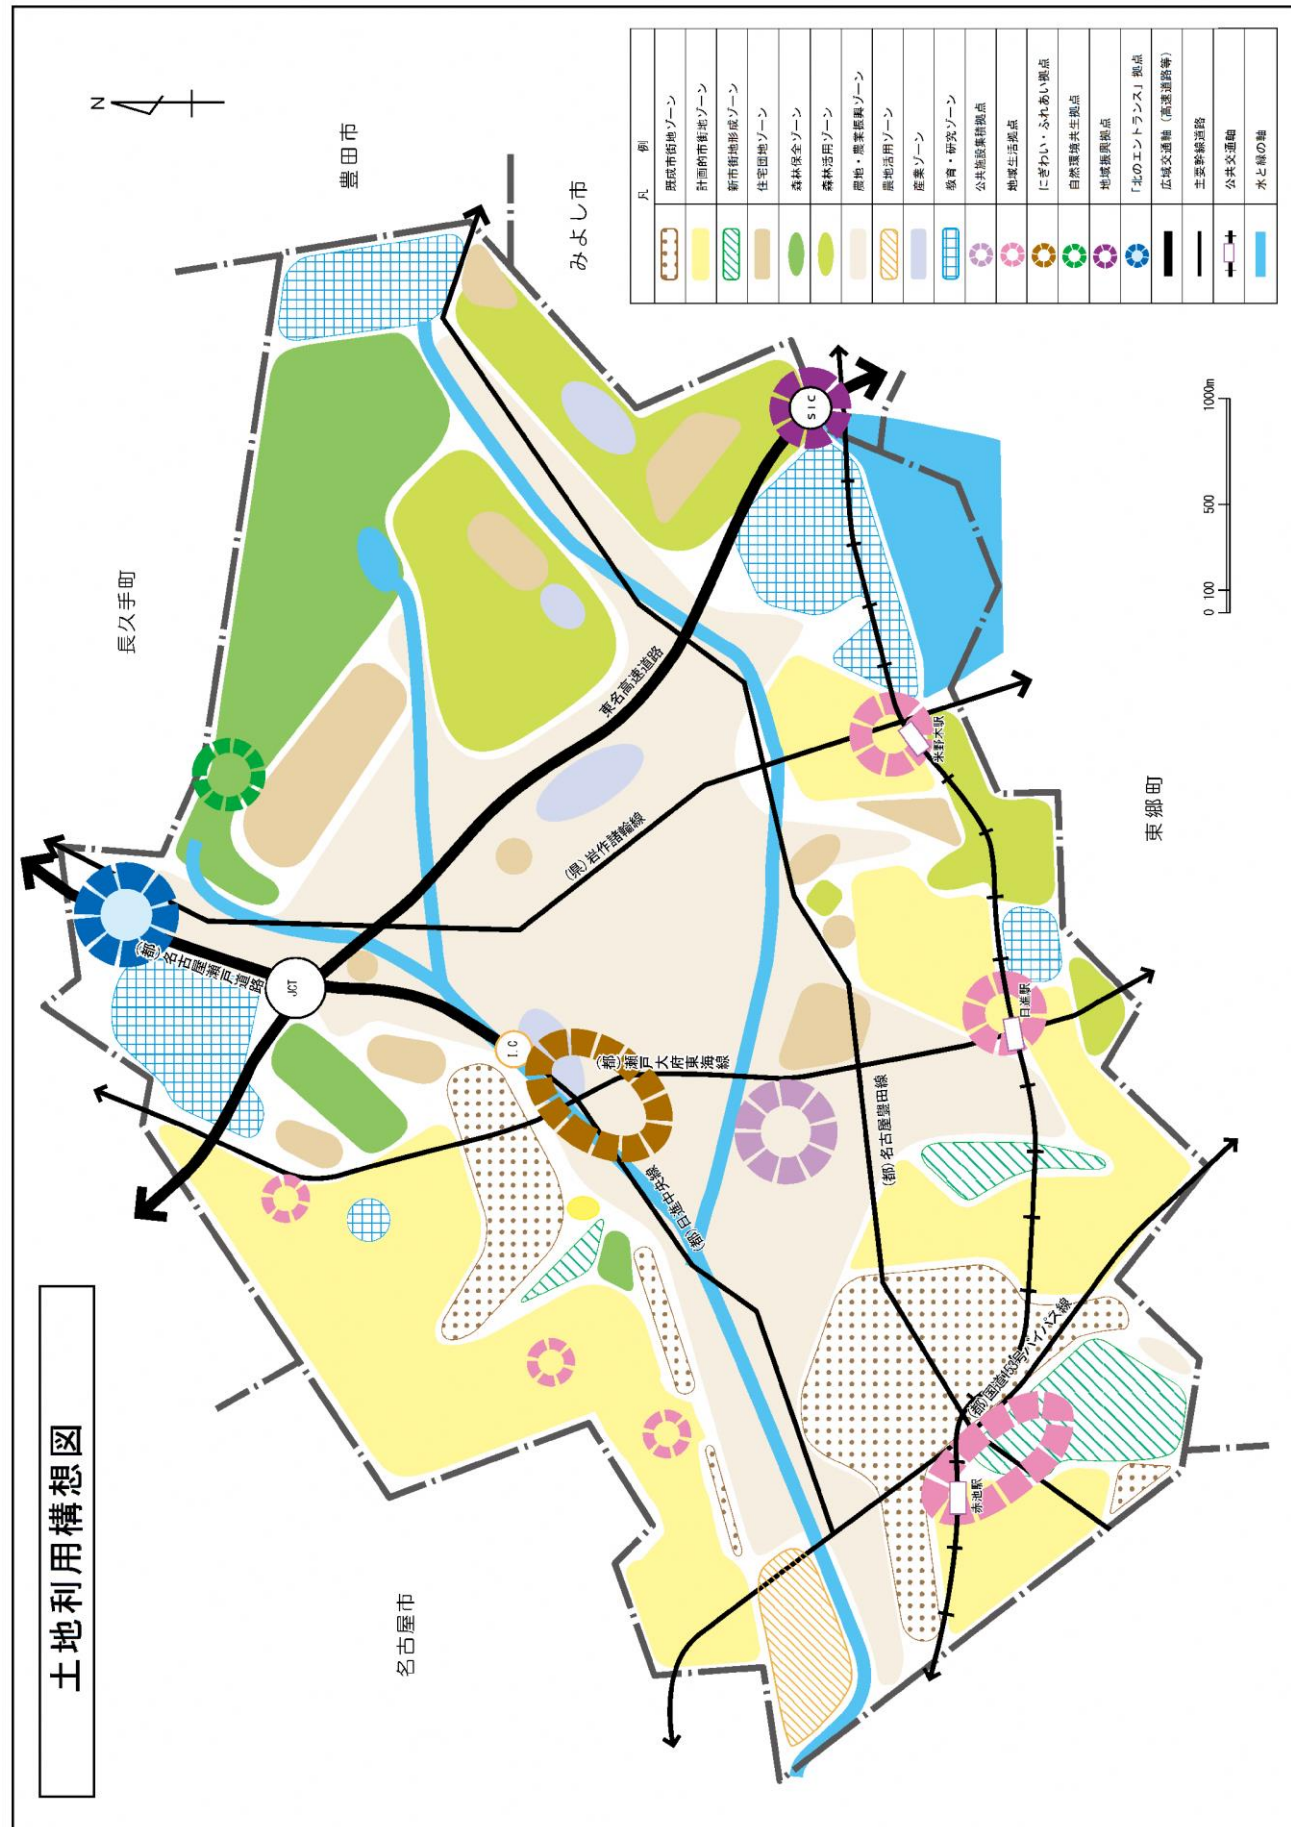 土地利用構想図
N
豊田市
みよし市
長久手町
名古屋市
東郷町
凡　例
既成市街地ゾーン
計画的市街地ゾーン
新市街地形成ゾーン
住宅団地ゾーン
森林保全ゾーン
森林活用ゾーン
農地・農業振興ゾーン
農地活用ゾーン
産業ゾーン
教育・研究ゾーン
公共施設集積拠点
地域生活拠点
にぎわい・ふれあい拠点
自然環境共生拠点
地域振興拠点
「北のエントランス」拠点
広域交通軸（高速道路等）
主要幹線道路
公共交通軸
水と緑の軸
(都)名古屋瀬戸道路
JCT
I.C
SIC
東名高速道路
(県)岩作諸輪線
(都)瀬戸大府東海線
(都)日進中央線
(都)名古屋豊田線
(都)国道153号バイパス線
米野木駅
日進駅
赤池駅
0 100 500 1000m